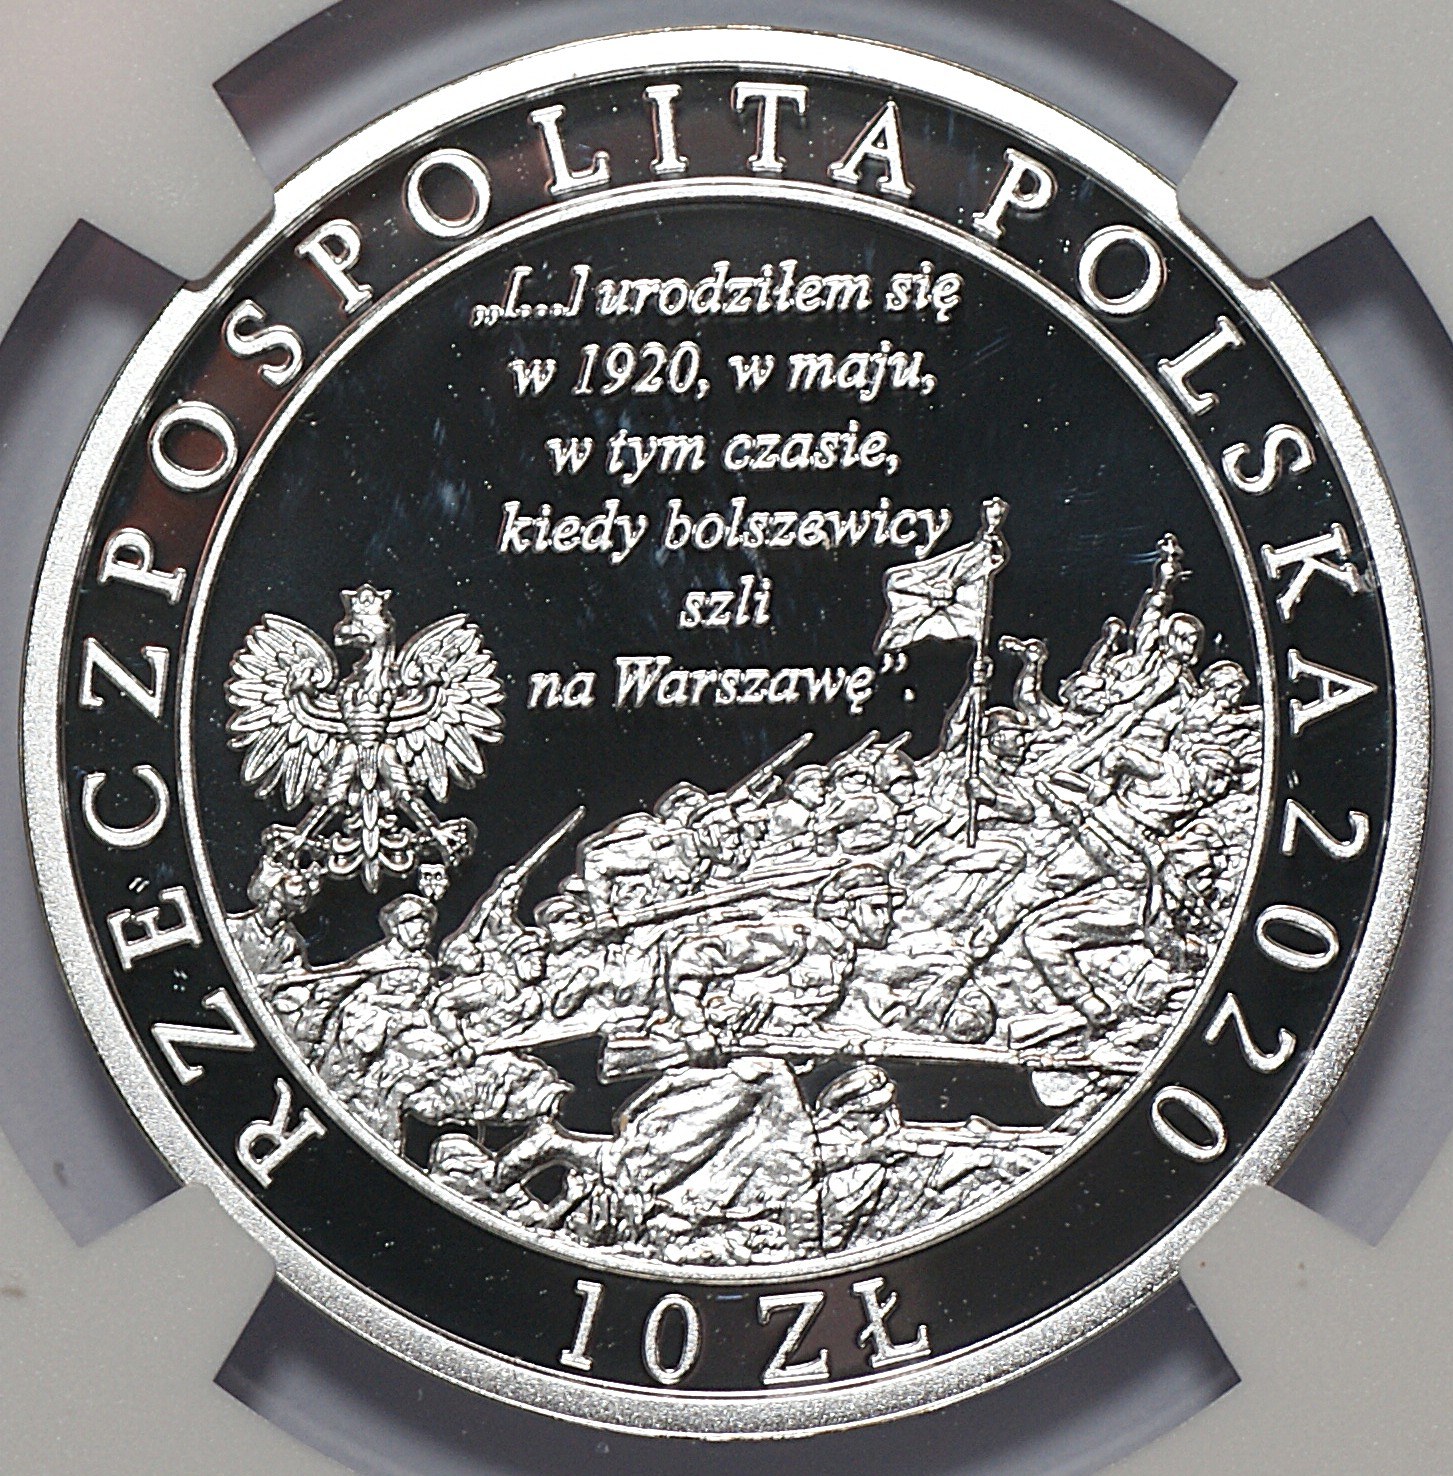 RZECZPOSPOLITA POLSKA - 2020
„[...] urodziłem się
w 1920, w maju,
w tym czasie,
kiedy bolszewicy
szli
na Warszawę”.
10 ZŁ